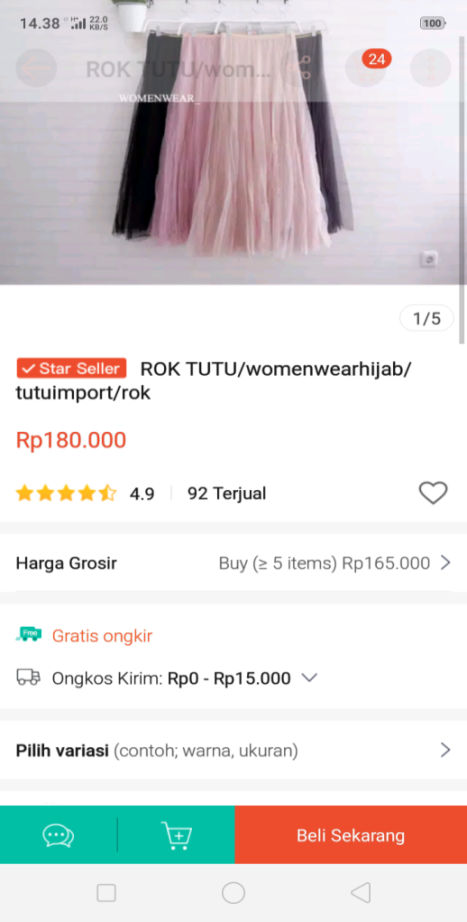 14.38 22.0 KB/S 100
ROK TUTU/wom... 24
WOMENWEAR_
1/5
Star Seller ROK TUTU/womenwearhijab/
tutuimport/rok
Rp180.000
4.9 92 Terjual
Harga Grosir Buy (≥ 5 items) Rp165.000
Free Gratis ongkir
Ongkos Kirim: Rp0 - Rp15.000
Pilih variasi (contoh; warna, ukuran)
Beli Sekarang